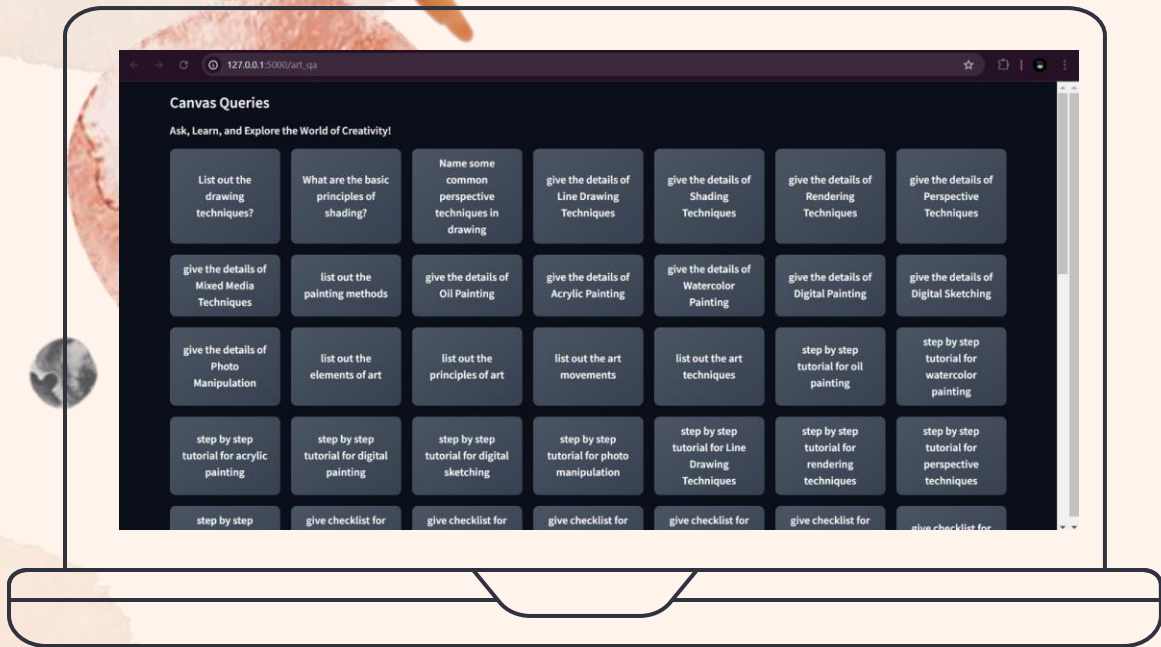 127.0.0.1:5000/art_qa
Canvas Queries
Ask, Learn, and Explore the World of Creativity!
List out the
drawing
techniques?
What are the basic
principles of
shading?
Name some
common
perspective
techniques in
drawing
give the details of
Line Drawing
Techniques
give the details of
Shading
Techniques
give the details of
Rendering
Techniques
give the details of
Perspective
Techniques
give the details of
Mixed Media
Techniques
list out the
painting methods
give the details of
Oil Painting
give the details of
Acrylic Painting
give the details of
Watercolor
Painting
give the details of
Digital Painting
give the details of
Digital Sketching
give the details of
Photo
Manipulation
list out the
elements of art
list out the
principles of art
list out the art
movements
list out the art
techniques
step by step
tutorial for oil
painting
step by step
tutorial for
watercolor
painting
step by step
tutorial for acrylic
painting
step by step
tutorial for digital
painting
step by step
tutorial for digital
sketching
step by step
tutorial for photo
manipulation
step by step
tutorial for Line
Drawing
Techniques
step by step
tutorial for
rendering
techniques
step by step
tutorial for
perspective
techniques
step by step
give checklist for
give checklist for
give checklist for
give checklist for
give checklist for
give checklist for